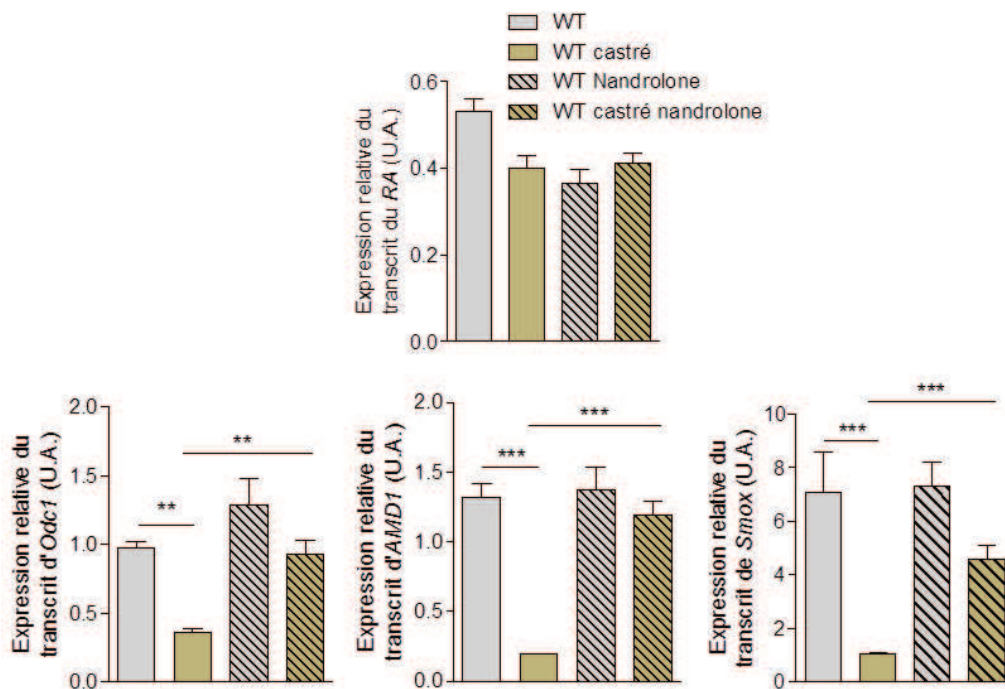 WT
WT castré
WT Nandrolone
WT castré nandrolone
Expression relative du
transcrit du RA (U.A.)
0.6
0.4
0.2
0.0
Expression relative du
transcrit d'Odc1 (U.A.)
2.0
1.5
1.0
0.5
0.0
**
**
Expression relative du
transcrit d'AMD1 (U.A.)
2.0
1.5
1.0
0.5
0.0
***
***
Expression relative du
transcrit de Smox (U.A.)
10
8
6
4
2
0
***
***